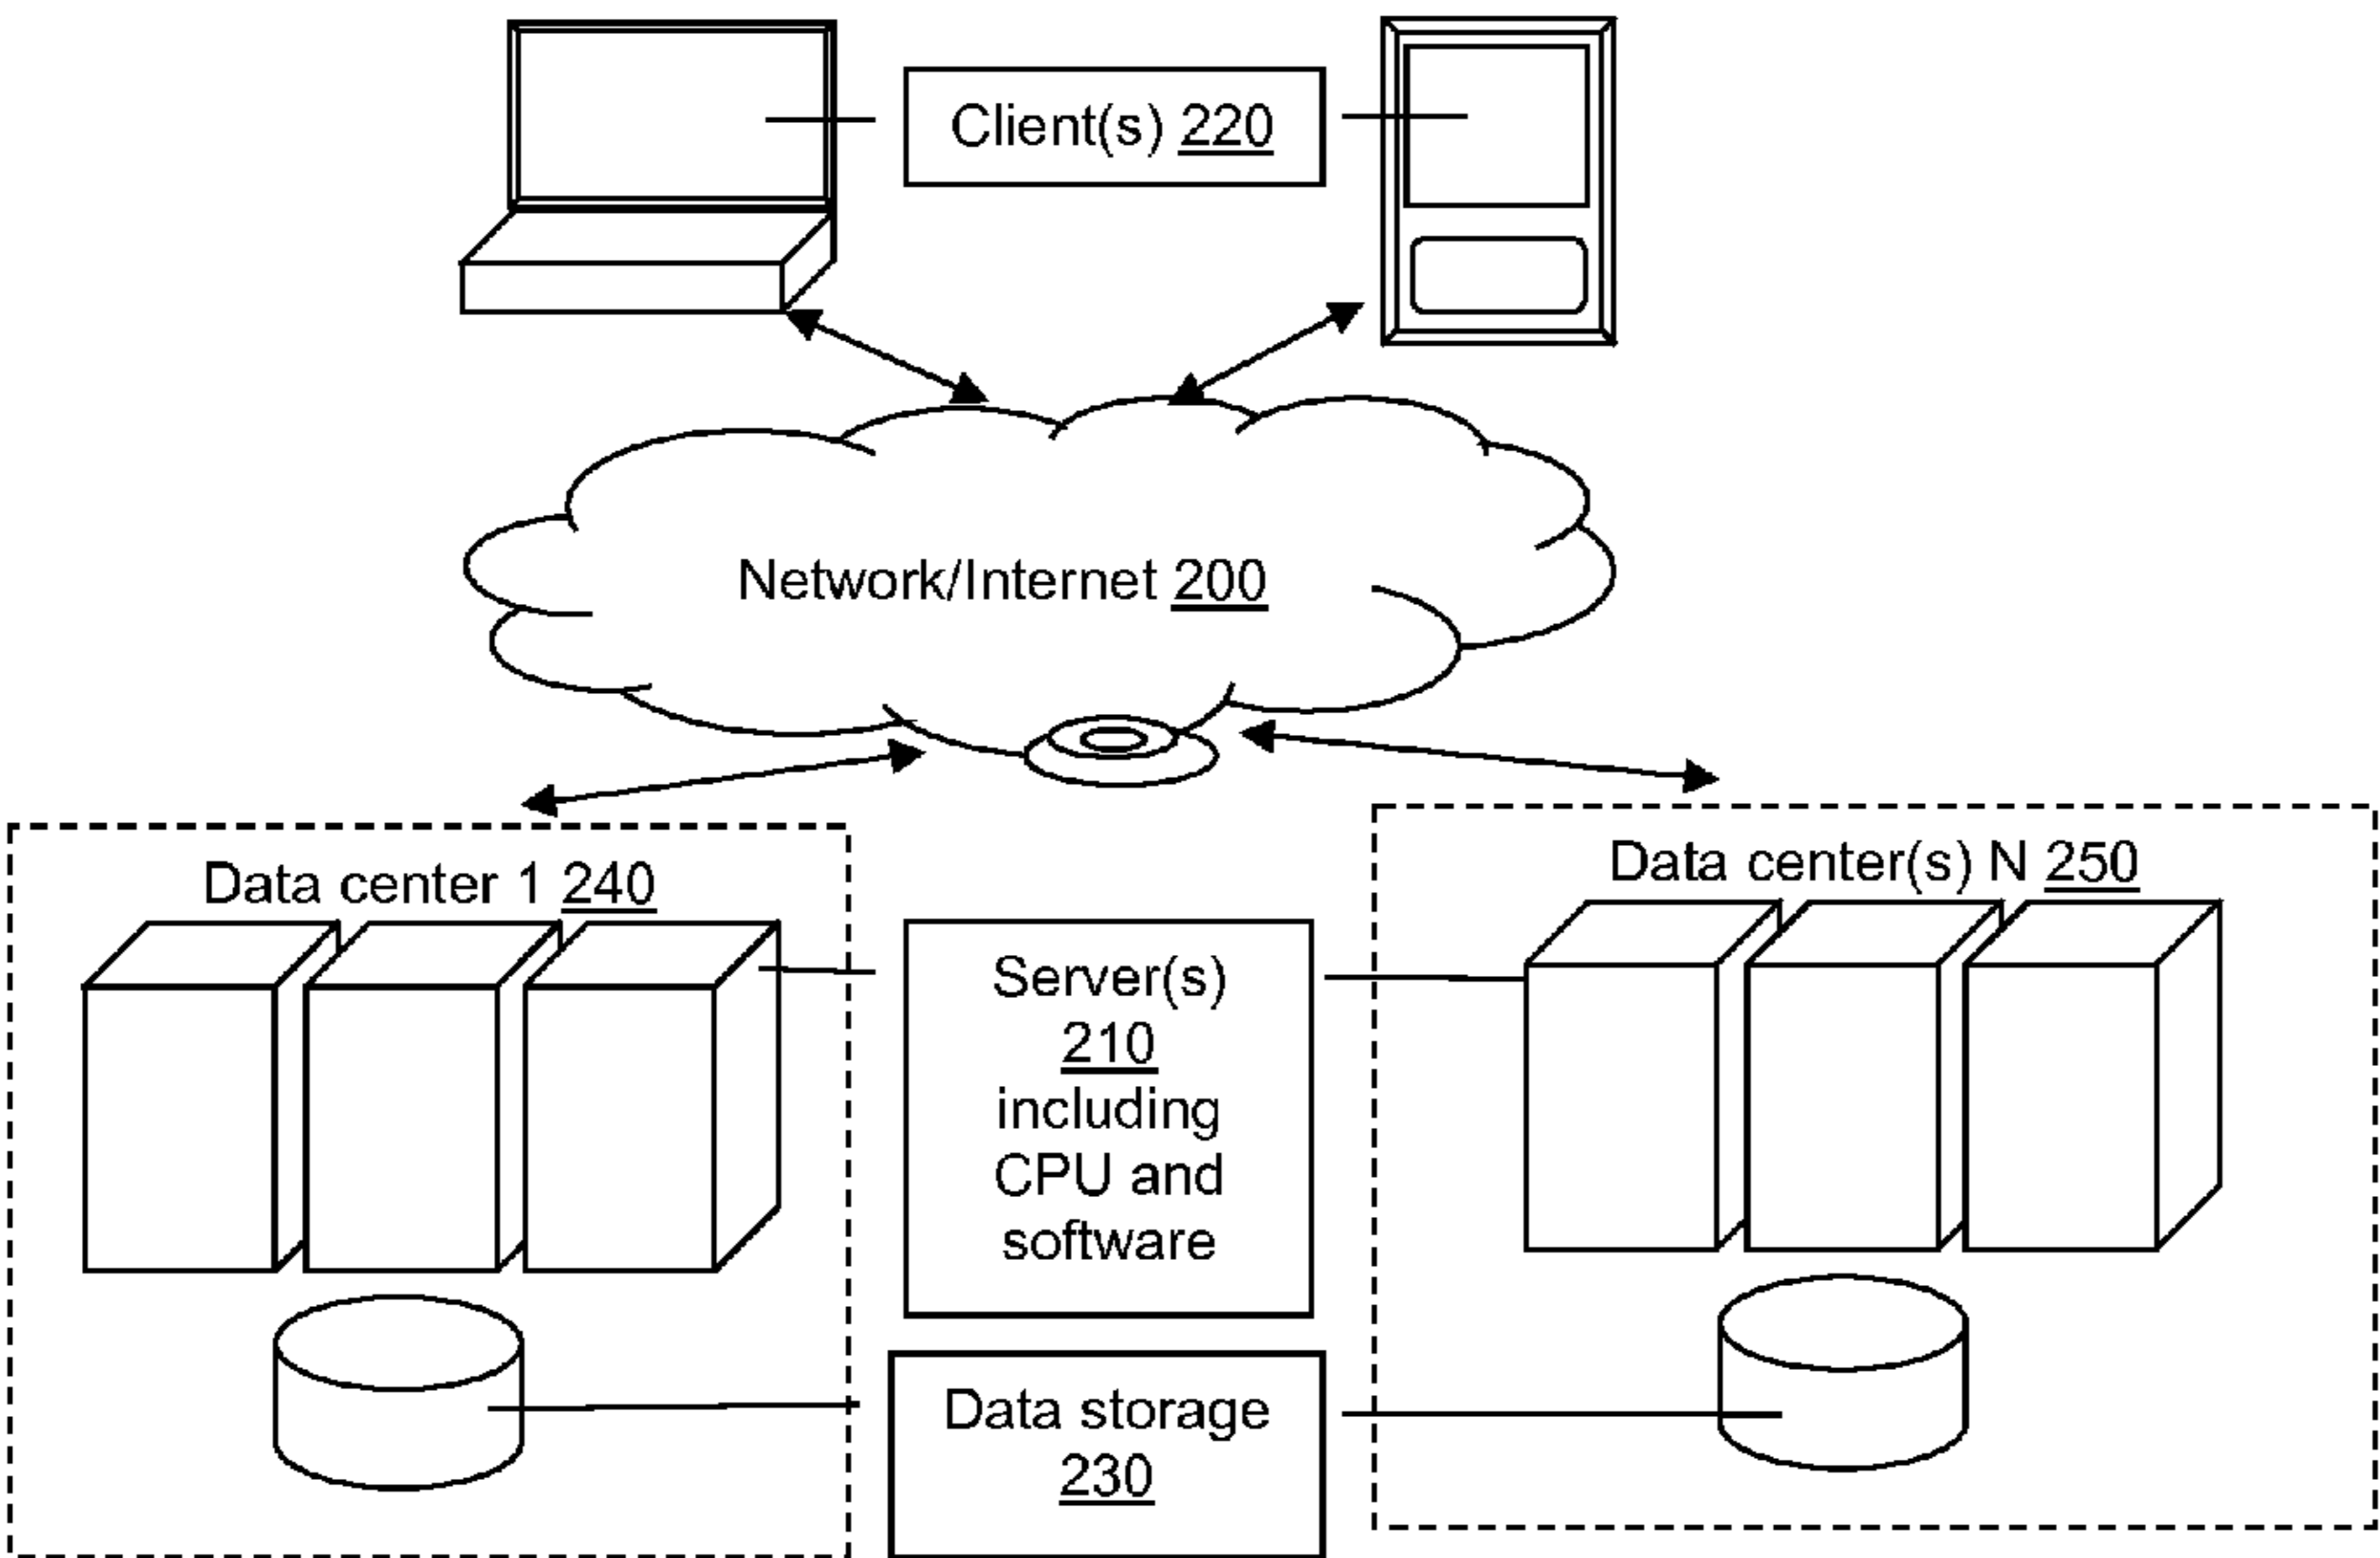 Client(s) 220
Network/Internet 200
Data center 1 240
Data center(s) N 250
Server(s)
210
including
CPU and
software
Data storage
230